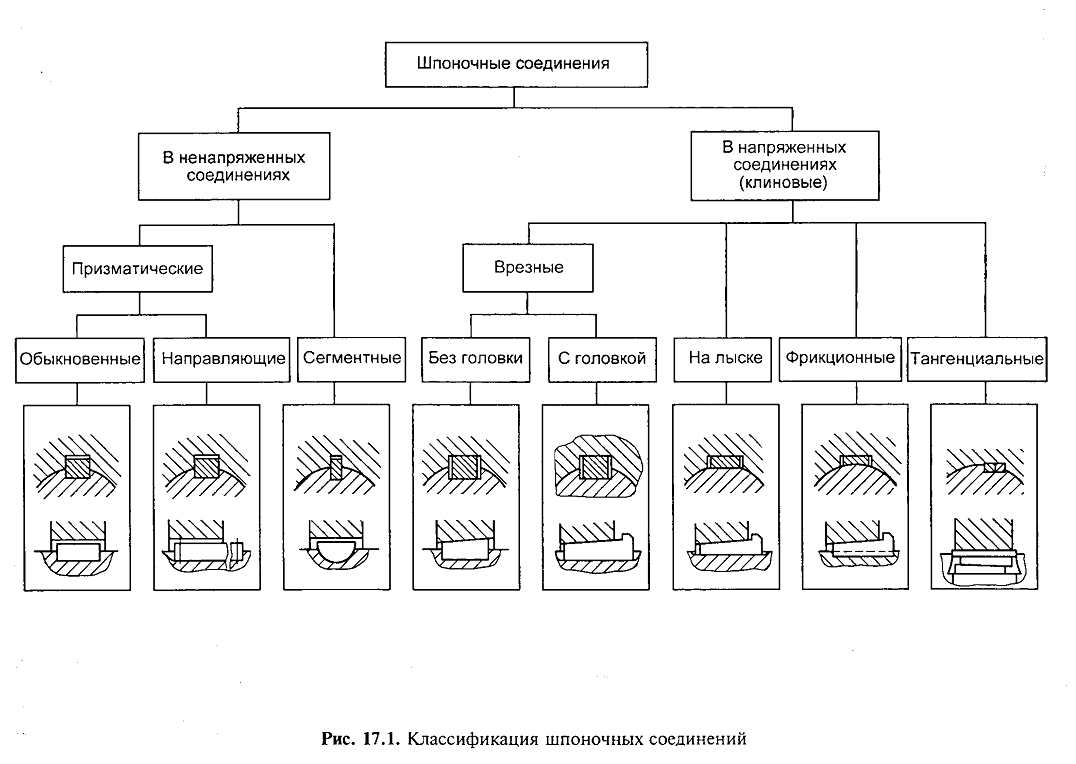 Шпоночные соединения
В ненапряженных
соединениях
В напряженных
соединениях
(клиновые)
Призматические
Врезные
Обыкновенные
Направляющие
Сегментные
Без головки
С головкой
На лыске
Фрикционные
Тангенциальные
Рис. 17.1. Классификация шпоночных соединений